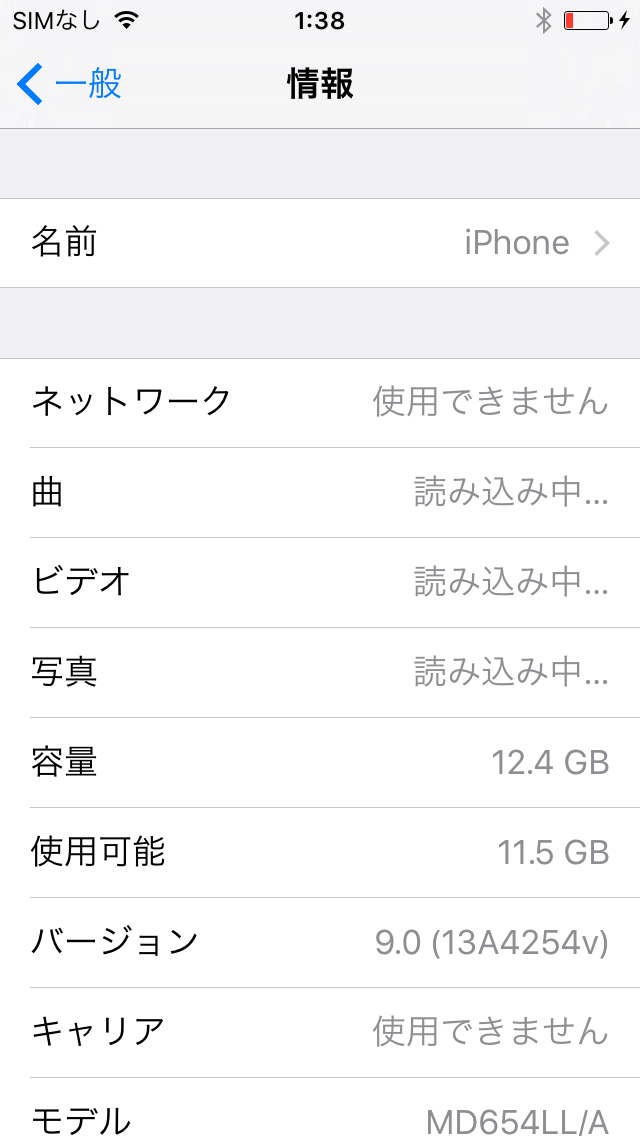 SIMなし 1:38
一般 情報
名前 iPhone
ネットワーク 使用できません
曲 読み込み中...
ビデオ 読み込み中...
写真 読み込み中...
容量 12.4 GB
使用可能 11.5 GB
バージョン 9.0 (13A4254v)
キャリア 使用できません
モデル MD654LL/A